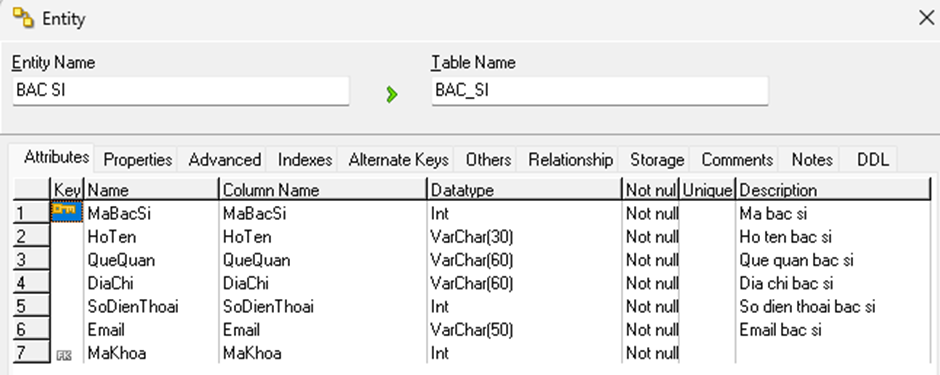 Entity
Entity Name Table Name
BAC SI BAC_SI
Attributes Properties Advanced Indexes Alternate Keys Others Relationship Storage Comments Notes DDL
Key Name Column Name Datatype Not nul Unique Description
1 MaBacSi MaBacSi Int Not null Ma bac si
2 HoTen HoTen VarChar(30) Not null Ho ten bac si
3 QueQuan QueQuan VarChar(60) Not null Que quan bac si
4 DiaChi DiaChi VarChar(60) Not null Dia chi bac si
5 SoDienThoai SoDienThoai Int Not null So dien thoai bac si
6 Email Email VarChar(50) Not null Email bac si
7 FK MaKhoa MaKhoa Int Not null